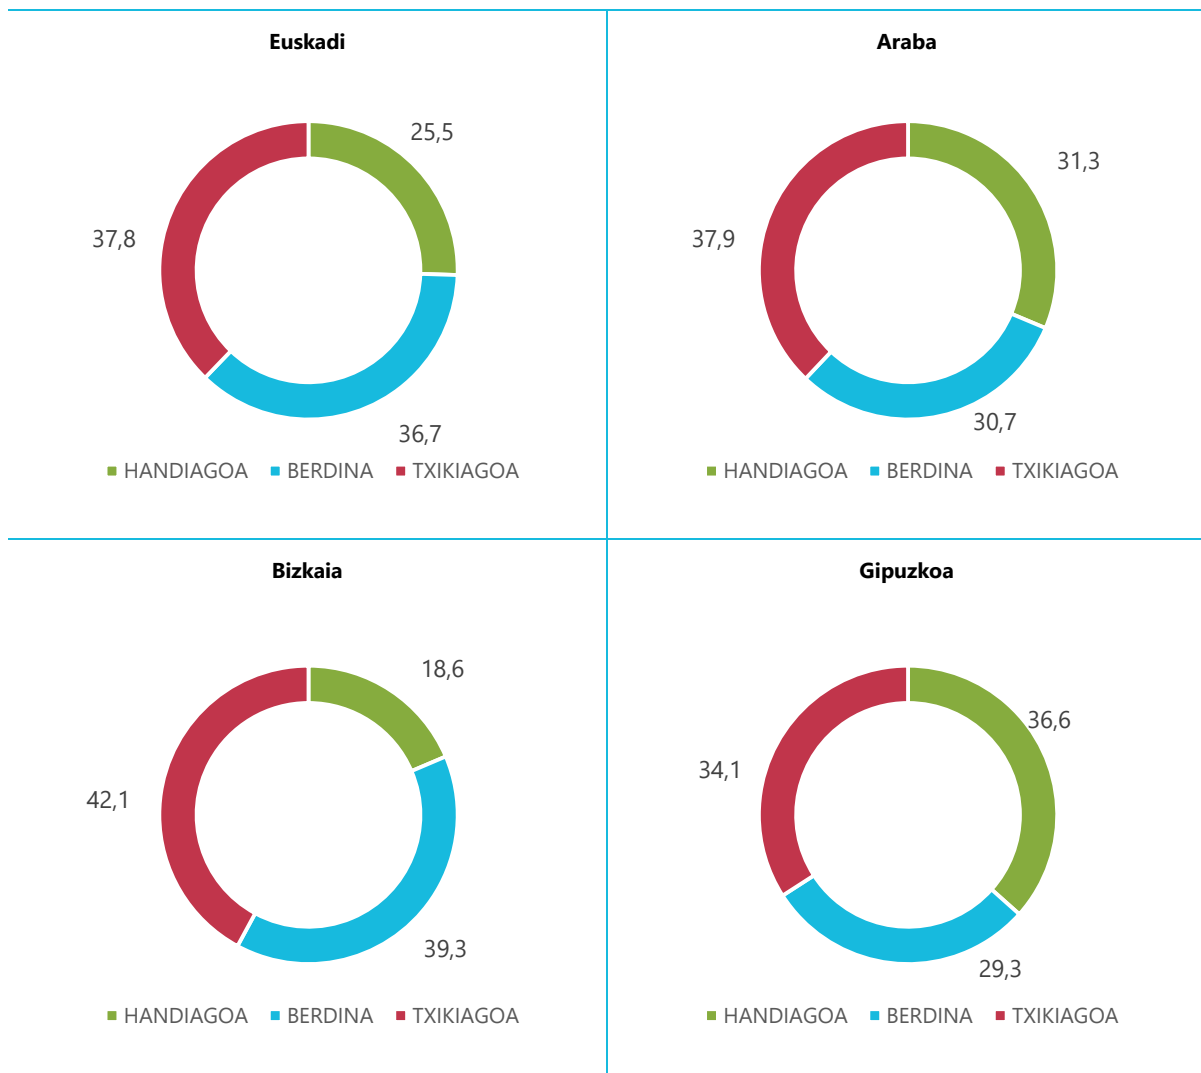 Euskadi
25,5
37,8
36,7
HANDIAGOA BERDINA TXIKIAGOA
Araba
31,3
37,9
30,7
HANDIAGOA BERDINA TXIKIAGOA
Bizkaia
18,6
42,1
39,3
HANDIAGOA BERDINA TXIKIAGOA
Gipuzkoa
36,6
34,1
29,3
HANDIAGOA BERDINA TXIKIAGOA